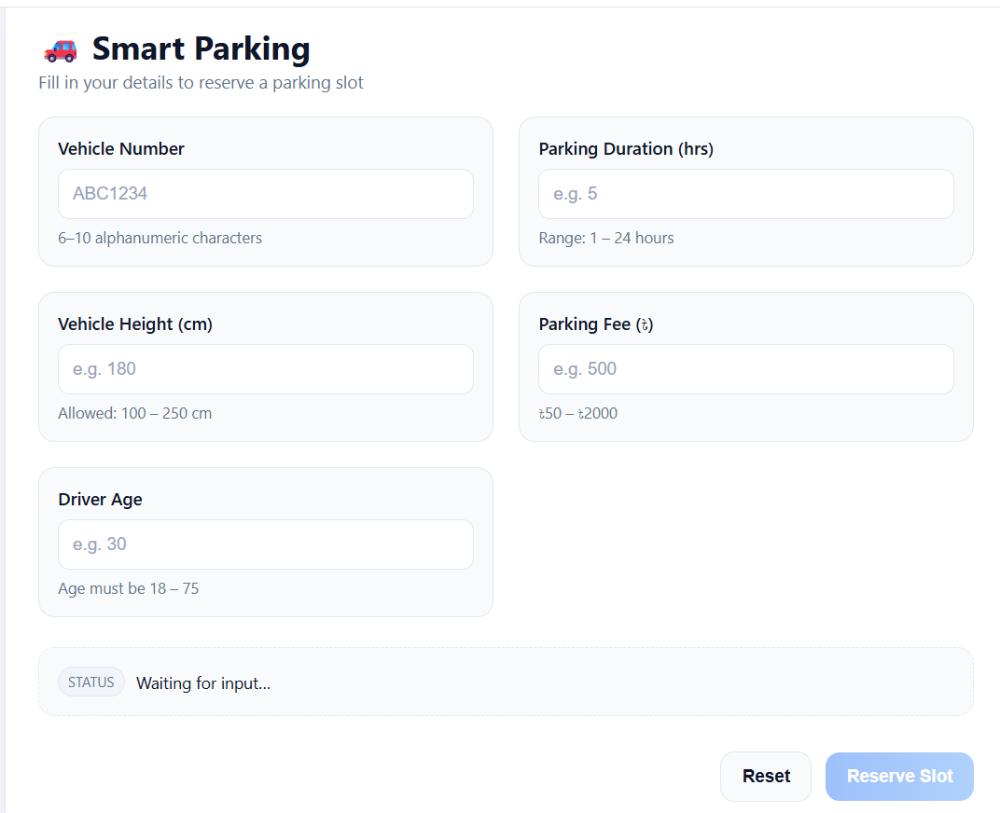 Smart Parking
Fill in your details to reserve a parking slot
Vehicle Number
ABC1234
6–10 alphanumeric characters
Parking Duration (hrs)
e.g. 5
Range: 1 – 24 hours
Vehicle Height (cm)
e.g. 180
Allowed: 100 – 250 cm
Parking Fee (৳)
e.g. 500
৳50 – ৳2000
Driver Age
e.g. 30
Age must be 18 – 75
STATUS Waiting for input...
Reset Reserve Slot